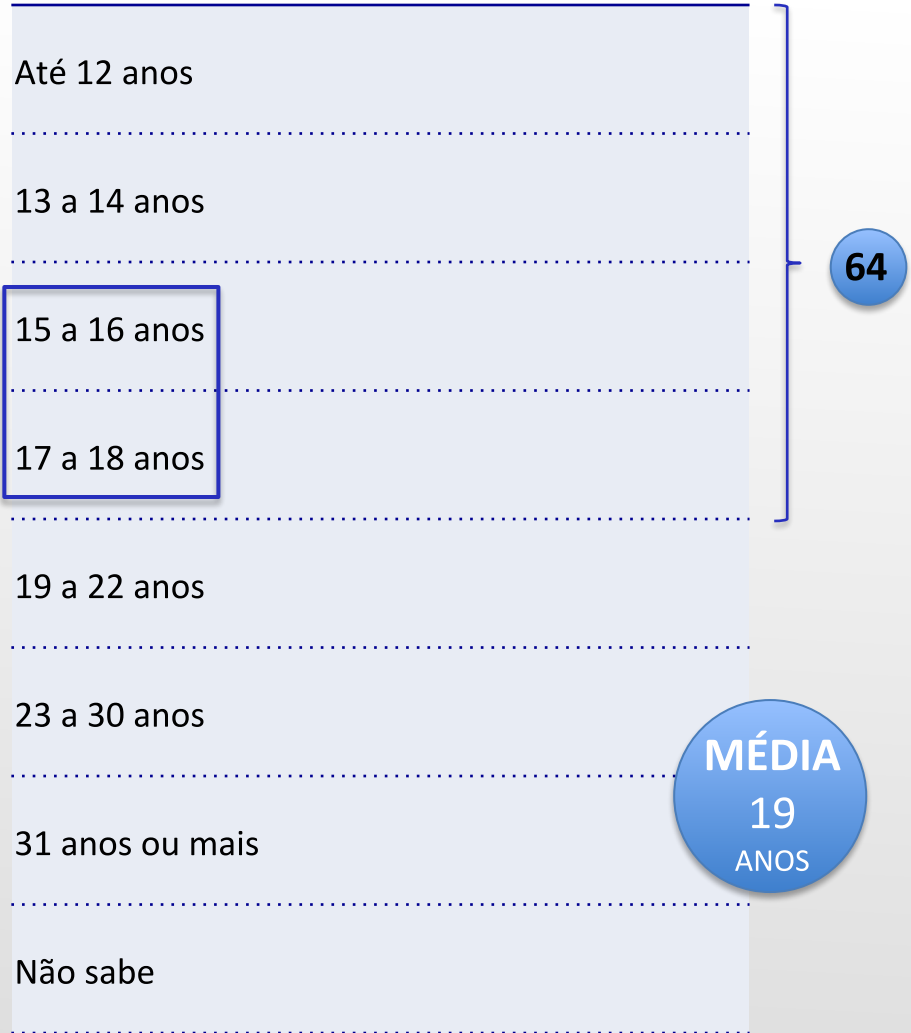 Até 12 anos
13 a 14 anos
64
15 a 16 anos
17 a 18 anos
19 a 22 anos
23 a 30 anos
MÉDIA
19
ANOS
31 anos ou mais
Não sabe